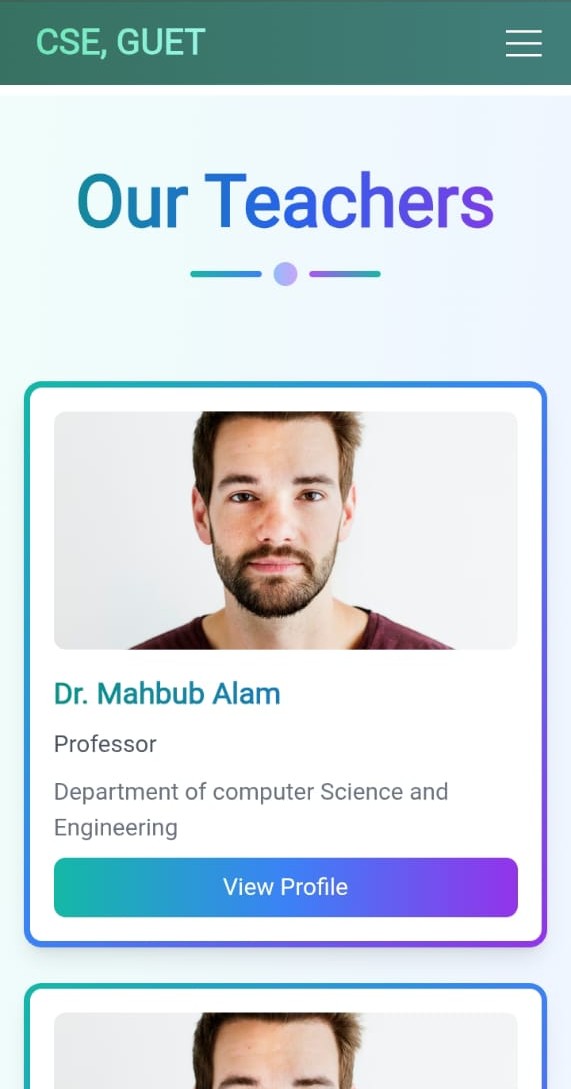 CSE, GUET
Our Teachers
Dr. Mahbub Alam
Professor
Department of computer Science and
Engineering
View Profile